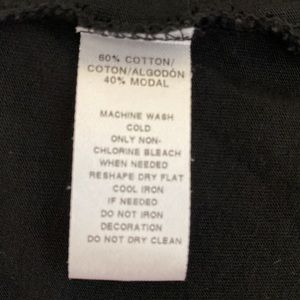 60% COTTON/
COTON/ALGODÓN
40% MODAL
MACHINE WASH
COLD
ONLY NON-
CHLORINE BLEACH
WHEN NEEDED
RESHAPE DRY FLAT
COOL IRON
IF NEEDED
DO NOT IRON
DECORATION
DO NOT DRY CLEAN